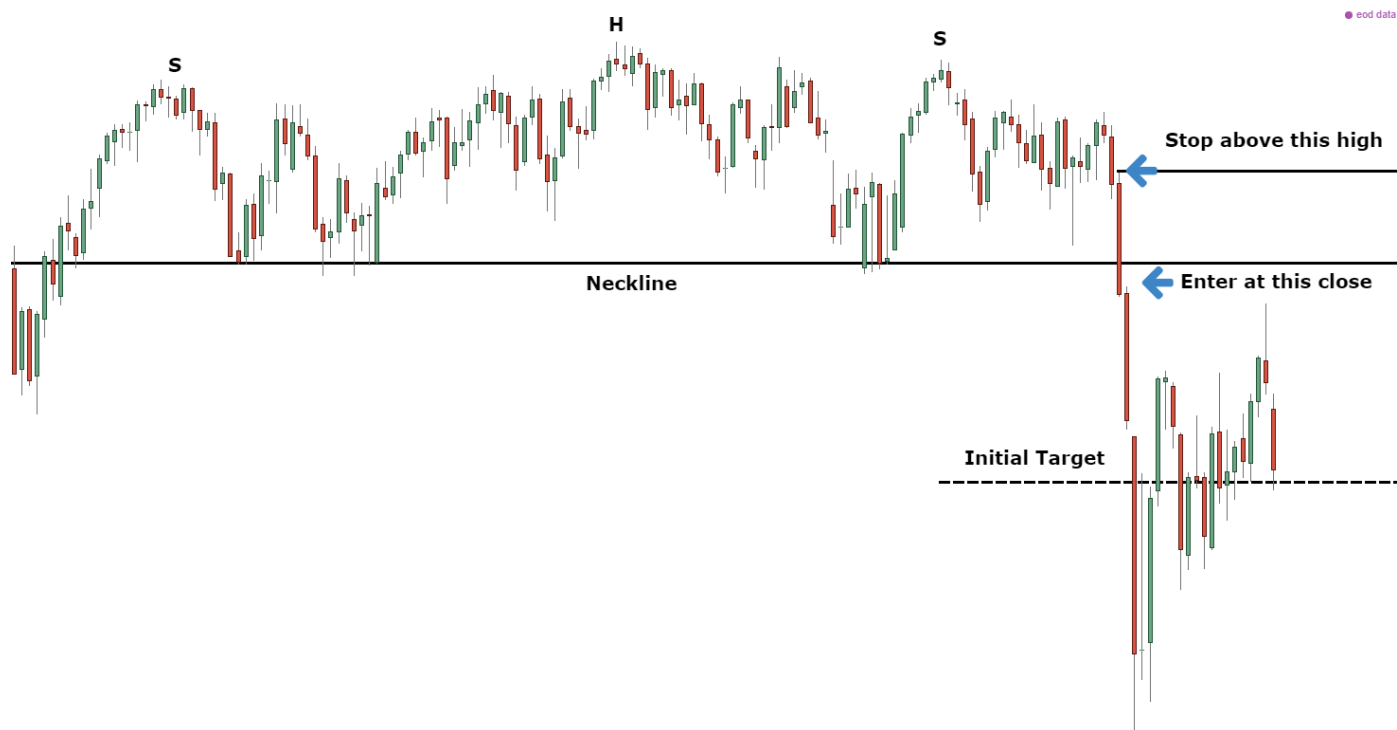 eod data
H
S
S
Stop above this high
Neckline
Enter at this close
Initial Target